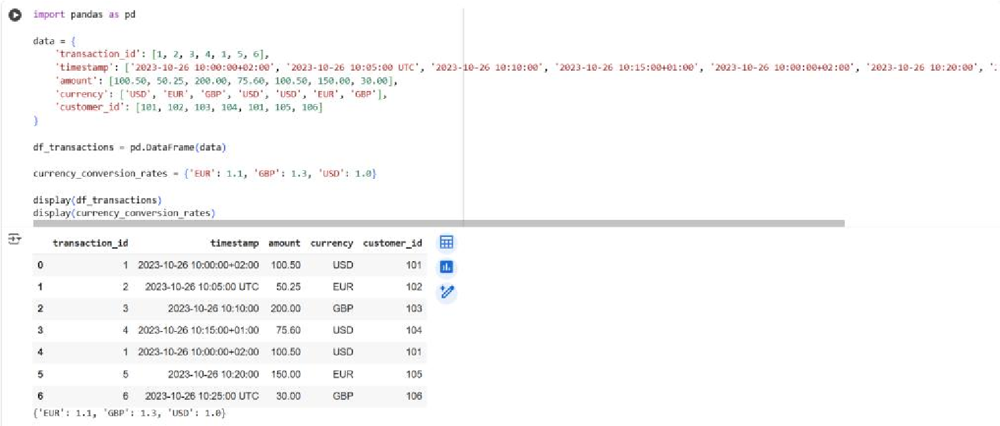 import pandas as pd
data = {
'transaction_id': [1, 2, 3, 4, 1, 5, 6],
'timestamp': ['2023-10-26 10:00:00+02:00', '2023-10-26 10:05:00 UTC', '2023-10-26 10:10:00', '2023-10-26 10:15:00+01:00', '2023-10-26 10:00:00+02:00', '2023-10-26 10:20:00', '
'amount': [100.50, 50.25, 200.00, 75.60, 100.50, 150.00, 30.00],
'currency': ['USD', 'EUR', 'GBP', 'USD', 'USD', 'EUR', 'GBP'],
'customer_id': [101, 102, 103, 104, 101, 105, 106]
}
df_transactions = pd.DataFrame(data)
currency_conversion_rates = {'EUR': 1.1, 'GBP': 1.3, 'USD': 1.0}
display(df_transactions)
display(currency_conversion_rates)
transaction_id timestamp amount currency customer_id
0 1 2023-10-26 10:00:00+02:00 100.50 USD 101
1 2 2023-10-26 10:05:00 UTC 50.25 EUR 102
2 3 2023-10-26 10:10:00 200.00 GBP 103
3 4 2023-10-26 10:15:00+01:00 75.60 USD 104
4 1 2023-10-26 10:00:00+02:00 100.50 USD 101
5 5 2023-10-26 10:20:00 150.00 EUR 105
6 6 2023-10-26 10:25:00 UTC 30.00 GBP 106
{'EUR': 1.1, 'GBP': 1.3, 'USD': 1.0}